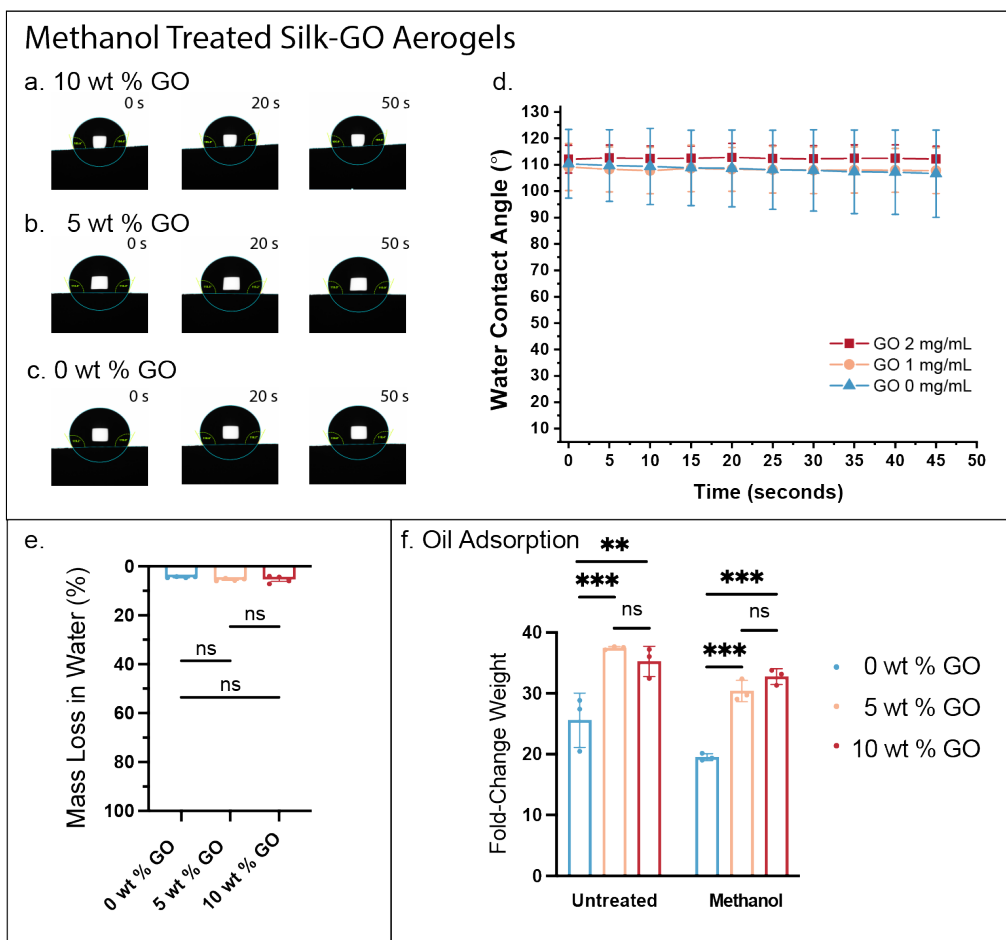 Methanol Treated Silk-GO Aerogels
a. 10 wt % GO
0 s
20 s
50 s
b. 5 wt % GO
0 s
20 s
50 s
c. 0 wt % GO
0 s
20 s
50 s
d.
Water Contact Angle (°)
130
120
110
100
90
80
70
60
50
40
30
20
10
GO 2 mg/mL
GO 1 mg/mL
GO 0 mg/mL
0 5 10 15 20 25 30 35 40 45 50
Time (seconds)
e.
Mass Loss in Water (%)
0
20
40
60
80
100
ns
ns
ns
0 wt % GO
5 wt % GO
10 wt % GO
f. Oil Adsorption
Fold-Change Weight
40
30
20
0
**
***
ns
***
ns
***
Untreated
Methanol
0 wt % GO
5 wt % GO
10 wt % GO